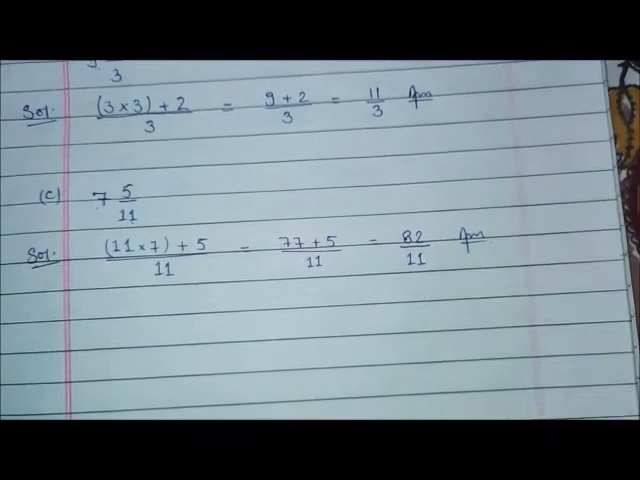 3
Sol. (3×3)+2/3 = 9+2/3 = 11/3 Ans
(c) 7 5/11
Sol. (11×7)+5/11 = 77+5/11 = 82/11 Ans